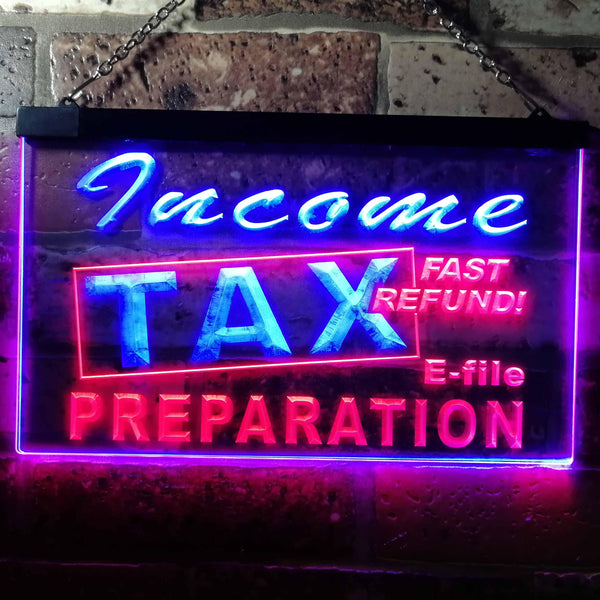 Income
TAX
FAST
REFUND!
E-file
PREPARATION